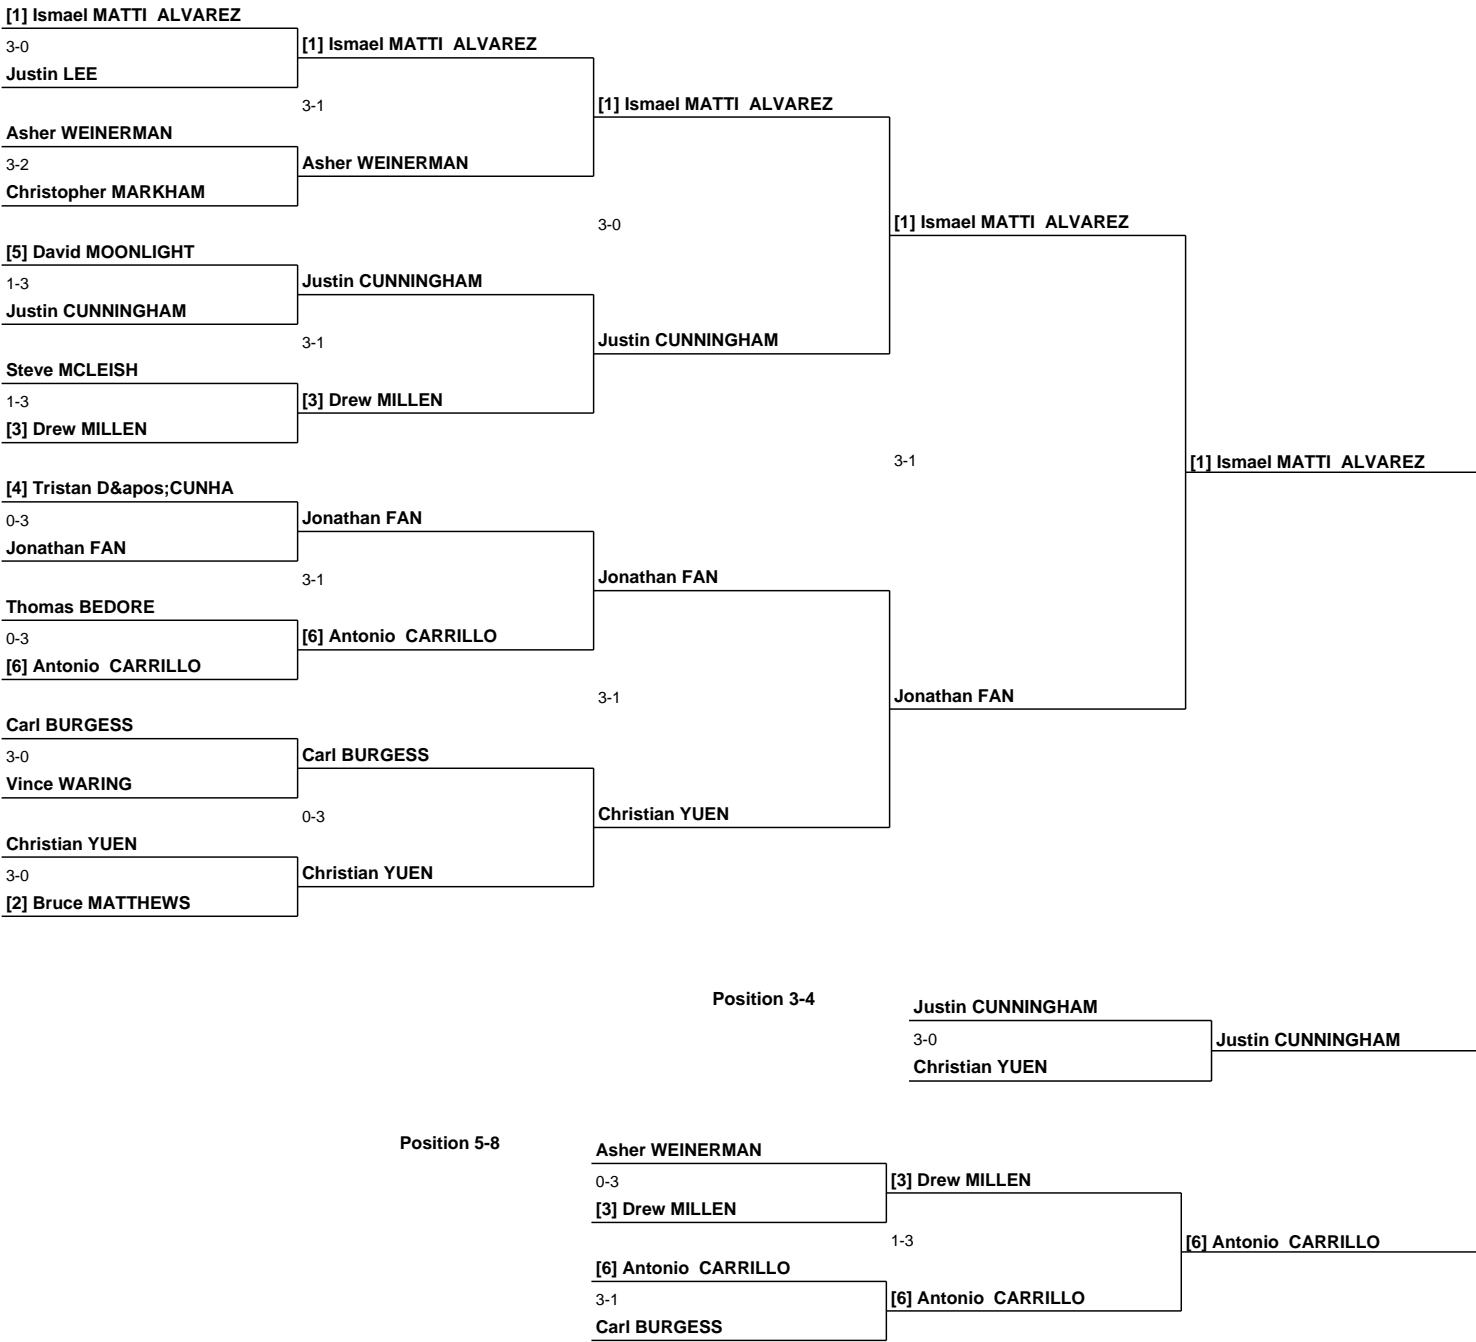 [1] Ismael MATTI  ALVAREZ
3-0
[1] Ismael MATTI  ALVAREZ
Justin LEE
3-1
[1] Ismael MATTI  ALVAREZ
Asher WEINERMAN
3-2
Asher WEINERMAN
Christopher MARKHAM
3-0
[1] Ismael MATTI  ALVAREZ
[5] David MOONLIGHT
1-3
Justin CUNNINGHAM
Justin CUNNINGHAM
3-1
Justin CUNNINGHAM
Steve MCLEISH
1-3
[3] Drew MILLEN
[3] Drew MILLEN
3-1
[1] Ismael MATTI  ALVAREZ
[4] Tristan D&apos;CUNHA
0-3
Jonathan FAN
Jonathan FAN
3-1
Jonathan FAN
Thomas BEDORE
0-3
[6] Antonio  CARRILLO
[6] Antonio  CARRILLO
3-1
Jonathan FAN
Carl BURGESS
3-0
Carl BURGESS
Vince WARING
0-3
Christian YUEN
Christian YUEN
3-0
Christian YUEN
[2] Bruce MATTHEWS
Position 3-4
Justin CUNNINGHAM
3-0
Justin CUNNINGHAM
Christian YUEN
Position 5-8
Asher WEINERMAN
0-3
[3] Drew MILLEN
[3] Drew MILLEN
1-3
[6] Antonio  CARRILLO
[6] Antonio  CARRILLO
3-1
[6] Antonio  CARRILLO
Carl BURGESS